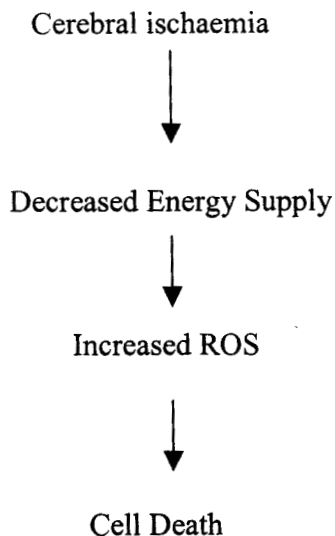 Cerebral ischaemia
Decreased Energy Supply
Increased ROS
Cell Death